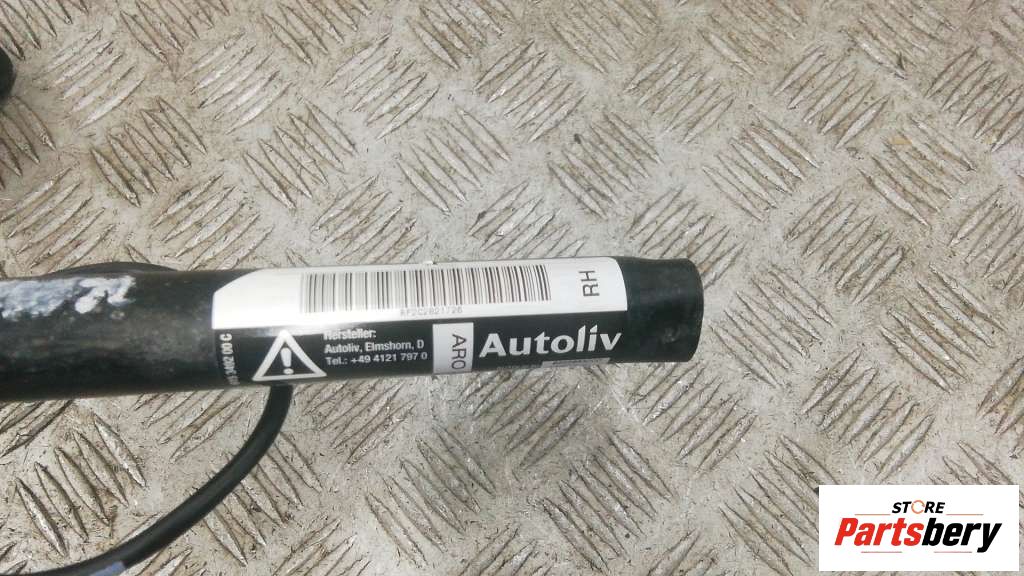 RH
Hersteller:
Autoliv, Elmshorn, D
Tel.: +49 4121 797 0
ARO
Autoliv
STORE
Partsbery